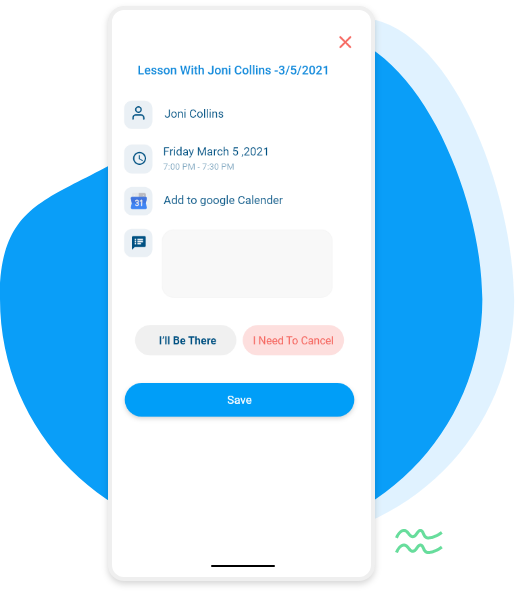 Lesson With Joni Collins -3/5/2021
Joni Collins
Friday March 5 ,2021
7:00 PM - 7:30 PM
31
Add to google Calender
I'll Be There
I Need To Cancel
Save